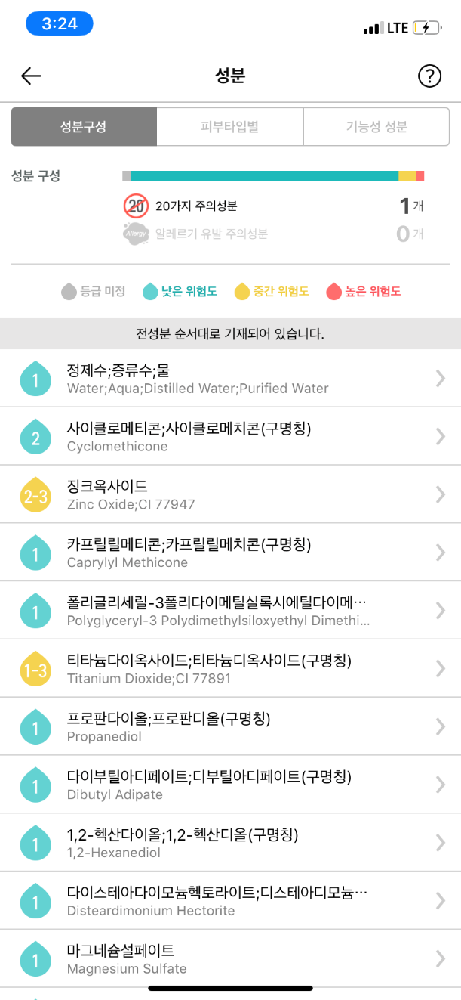 3:24
LTE
성분
?
성분구성
피부타입별
기능성 성분
성분 구성
20 20가지 주의성분 1 개
Allergy 알레르기 유발 주의성분 0 개
등급 미정 낮은 위험도 중간 위험도 높은 위험도
전성분 순서대로 기재되어 있습니다.
1 정제수;증류수;물
Water;Aqua;Distilled Water;Purified Water
2 사이클로메티콘;사이클로메치콘(구명칭)
Cyclomethicone
2-3 징크옥사이드
Zinc Oxide;CI 77947
1 카프릴릴메티콘;카프릴릴메치콘(구명칭)
Caprylyl Methicone
1 폴리글리세릴-3폴리다이메틸실록시에틸다이메···
Polyglyceryl-3 Polydimethylsiloxyethyl Dimethi...
1-3 티타늄다이옥사이드;티타늄디옥사이드(구명칭)
Titanium Dioxide;CI 77891
1 프로판다이올;프로판디올(구명칭)
Propanediol
1 다이부틸아디페이트;디부틸아디페이트(구명칭)
Dibutyl Adipate
1 1,2-헥산다이올;1,2-헥산디올(구명칭)
1,2-Hexanediol
1 다이스테아다이모늄헥토라이트;디스테아디모늄···
Disteardimonium Hectorite
1 마그네슘설페이트
Magnesium Sulfate